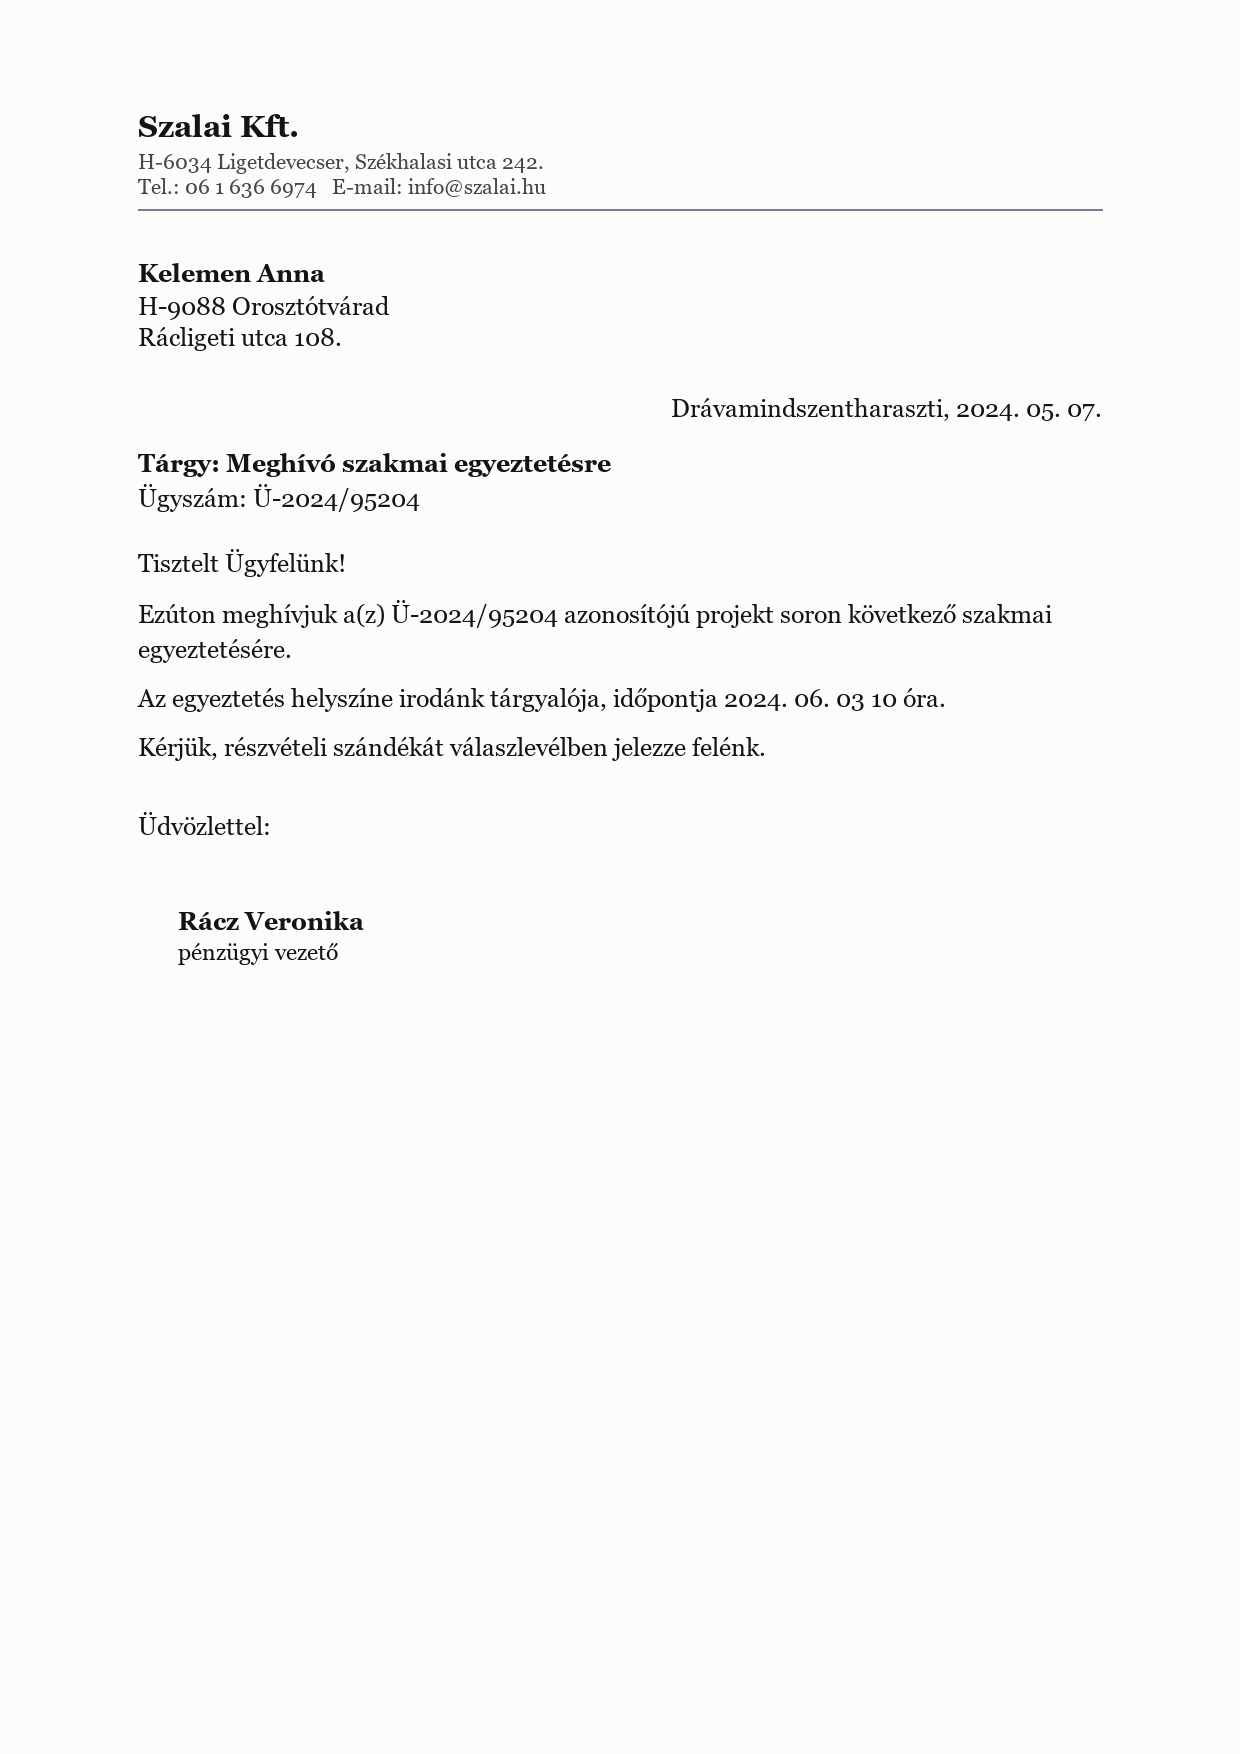 Szalai Kft.
H-6034 Ligetdevecser, Székhalasi utca 242.
Tel.: 06 1 636 6974   E-mail: info@szalai.hu
Kelemen Anna
H-9088 Orosztótvárad
Rácligeti utca 108.
Drávamindszentharaszti, 2024. 05. 07.
Tárgy: Meghívó szakmai egyeztetésre
Ügyszám: Ü-2024/95204
Tisztelt Ügyfelünk!
Ezúton meghívjuk a(z) Ü-2024/95204 azonosítójú projekt soron következő szakmai
egyeztetésére.
Az egyeztetés helyszíne irodánk tárgyalója, időpontja 2024. 06. 03 10 óra.
Kérjük, részvételi szándékát válaszlevélben jelezze felénk.
Üdvözlettel:
Rácz Veronika
pénzügyi vezető